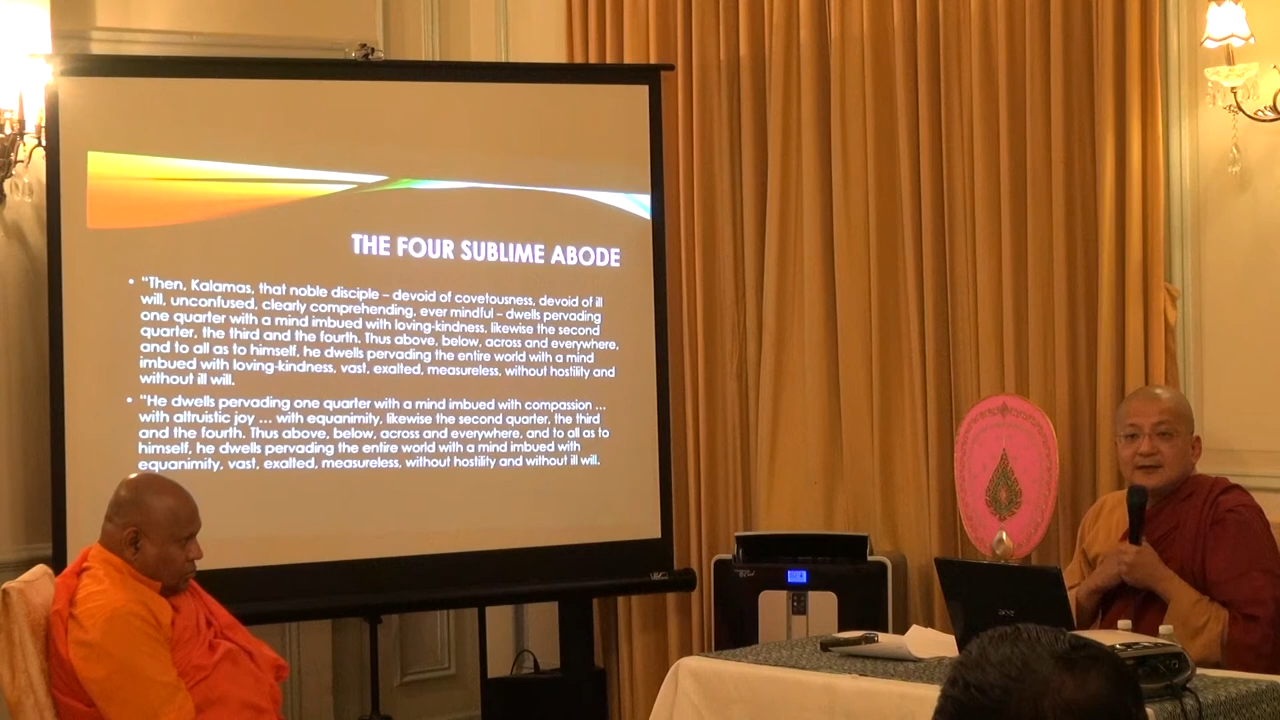 THE FOUR SUBLIME ABODE
• “Then, Kalamas, that noble disciple – devoid of covetousness, devoid of ill
will, unconfused, clearly comprehending, ever mindful – dwells pervading
one quarter with a mind imbued with loving-kindness, likewise the second
quarter, the third and the fourth. Thus above, below, across and everywhere,
and to all as to himself, he dwells pervading the entire world with a mind
imbued with loving-kindness, vast, exalted, measureless, without hostility and
without ill will.
• “He dwells pervading one quarter with a mind imbued with compassion ...
with altruistic joy ... with equanimity, likewise the second quarter, the third
and the fourth. Thus above, below, across and everywhere, and to all as to
himself, he dwells pervading the entire world with a mind imbued with
equanimity, vast, exalted, measureless, without hostility and without ill will.
acer